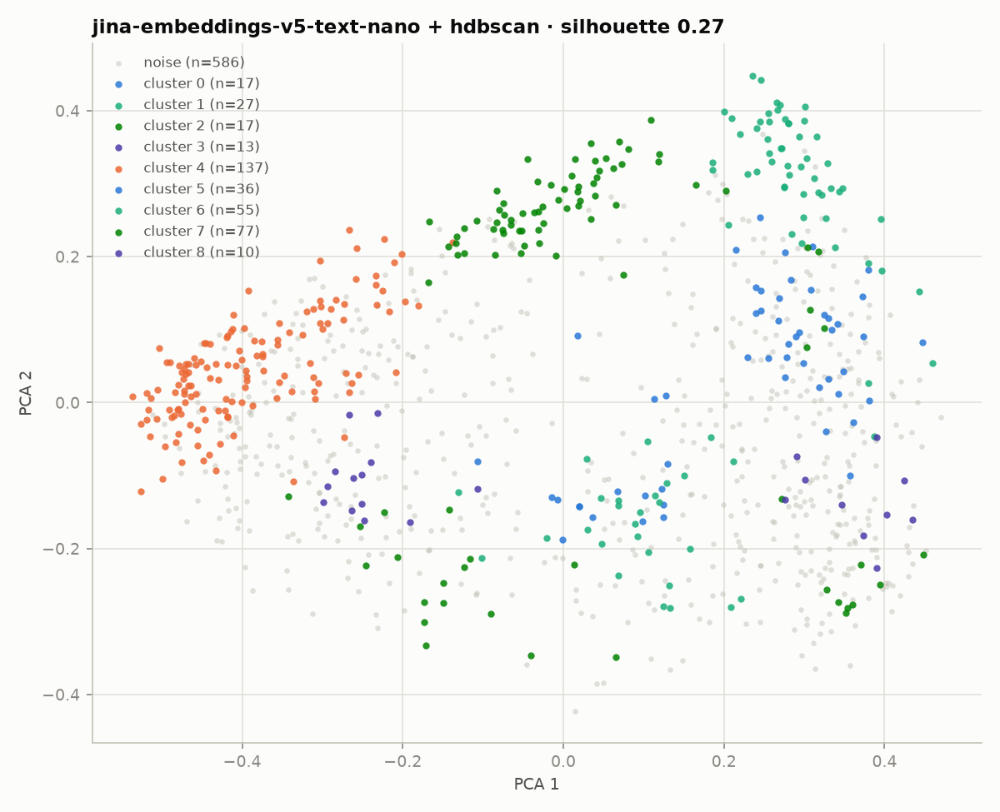 jina-embeddings-v5-text-nano + hdbscan · silhouette 0.27
noise (n=586)
cluster 0 (n=17)
cluster 1 (n=27)
cluster 2 (n=17)
cluster 3 (n=13)
cluster 4 (n=137)
cluster 5 (n=36)
cluster 6 (n=55)
cluster 7 (n=77)
cluster 8 (n=10)
0.4
0.2
0.0
−0.2
−0.4
PCA 2
−0.4
−0.2
0.0
0.2
0.4
PCA 1